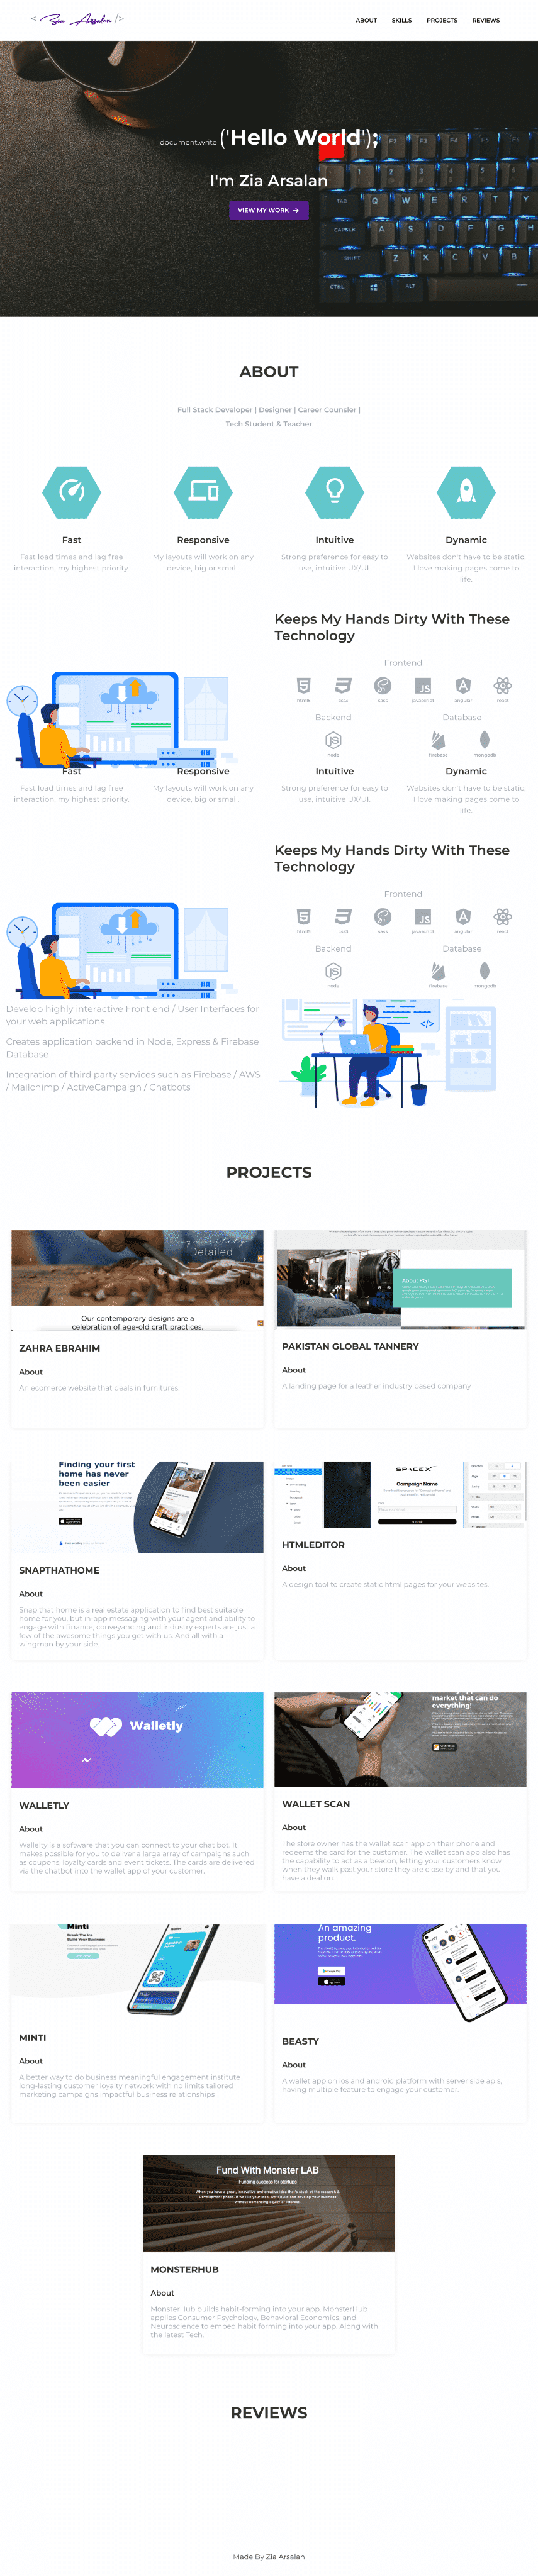 < Zia Arsalan />
ABOUT SKILLS PROJECTS REVIEWS
document.write ('Hello World');
I'm Zia Arsalan
VIEW MY WORK →
ABOUT
Full Stack Developer | Designer | Career Counsler |
Tech Student & Teacher
Fast
Fast load times and lag free
interaction, my highest priority.
Responsive
My layouts will work on any
device, big or small.
Intuitive
Strong preference for easy to
use, intuitive UX/UI.
Dynamic
Websites don't have to be static,
I love making pages come to
life.
Keeps My Hands Dirty With These
Technology
Frontend
html5 css3 sass javascript angular react
Backend
node
Database
firebase mongodb
Fast
Fast load times and lag free
interaction, my highest priority.
Responsive
My layouts will work on any
device, big or small.
Intuitive
Strong preference for easy to
use, intuitive UX/UI.
Dynamic
Websites don't have to be static,
I love making pages come to
life.
Keeps My Hands Dirty With These
Technology
Frontend
html5 css3 sass javascript angular react
Backend
node
Database
firebase mongodb
Develop highly interactive Front end / User Interfaces for
your web applications
Creates application backend in Node, Express & Firebase
Database
Integration of third party services such as Firebase / AWS
/ Mailchimp / ActiveCampaign / Chatbots
PROJECTS
Detailed
Our contemporary designs are a
celebration of age-old craft practices.
ZAHRA EBRAHIM
About
An ecomerce website that deals in furnitures.
About PGT
PAKISTAN GLOBAL TANNERY
About
A landing page for a leather industry based company
Finding your first
home has never
been easier
SNAPTHATHOME
About
Snap that home is a real estate application to find best suitable
home for you, but in-app messaging with your agent and ability to
engage with finance, conveyancing and industry experts are just a
few of the awesome things you get with us. And all with a
wingman by your side.
SPACEX
Campaign Name
HTMLEDITOR
About
A design tool to create static html pages for your websites.
Walletly
WALLETLY
About
Walletly is a software that you can connect to your chat bot. It
makes possible for you to deliver a large array of campaigns such
as coupons, loyalty cards and event tickets. The cards are delivered
via the chatbot into the wallet app of your customer.
market that can do
everything!
WALLET SCAN
About
The store owner has the wallet scan app on their phone and
redeems the card for the customer. The wallet scan app also has
the capability to act as a beacon, letting your customers know
when they walk past your store they are close by and that you
have a deal on.
Minti
Break The Ice
Build Your Business
MINTI
About
A better way to do business meaningful engagement institute
long-lasting customer loyalty network with no limits tailored
marketing campaigns impactful business relationships
An amazing
product.
BEASTY
About
A wallet app on ios and android platform with server side apis,
having multiple feature to engage your customer.
Fund With Monster LAB
Funding success for startups
When you have a great, innovative and creative idea that's stuck at the research &
MONSTERHUB
About
MonsterHub builds habit-forming into your app. MonsterHub
applies Consumer Psychology, Behavioral Economics, and
Neuroscience to embed habit forming into your app. Along with
the latest Tech.
REVIEWS
Made By Zia Arsalan